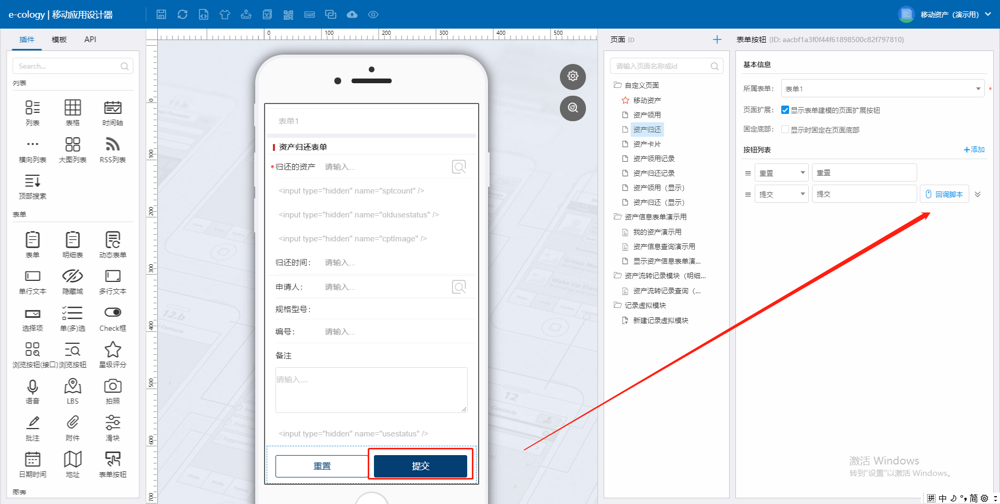 e-cology | 移动应用设计器
移动资产（演示用）
插件 模板 API
Search...
列表
列表 表格 时间轴
横向列表 大图列表 RSS列表
顶部搜索
表单
表单 明细表 动态表单
单行文本 隐藏域 多行文本
选择项 单(多)选 Check框
浏览按钮(接口) 浏览按钮 星级评分
语音 LBS 拍照
批注 附件 滑块
日期时间 地址 表单按钮
图表
0 100 200 300 400 500
0
100
200
300
400
500
600
700
表单1
资产归还表单
*归还的资产 请输入...
<input type="hidden" name="sptcount" />
<input type="hidden" name="oldusestatus" />
<input type="hidden" name="cptImage" />
归还时间： 请输入...
申请人： 请输入...
规格型号：
编号： 请输入...
备注
请输入...
<input type="hidden" name="usestatus" />
重置 提交
页面 ID
请输入页面名称或id
自定义页面
移动资产
资产领用
资产归还
资产卡片
资产领用记录
资产归还记录
资产领用（显示）
资产归还（显示）
资产信息表单演示用
我的资产演示用
资产信息查询演示用
显示资产信息表单演...
资产流转记录模块（明细...
资产流转记录查询（...
记录虚拟模块
新建记录虚拟模块
表单按钮 (ID: aacbf1a3f0f44f61898500c82f797810)
基本信息
所属表单： 表单1 *
页面扩展： 显示表单建模的页面扩展按钮
固定底部： 显示时固定在页面底部
按钮列表 +添加
重置 重置
提交 提交 回调脚本
激活 Windows
转到“设置”以激活 Windows。
拼 中 简